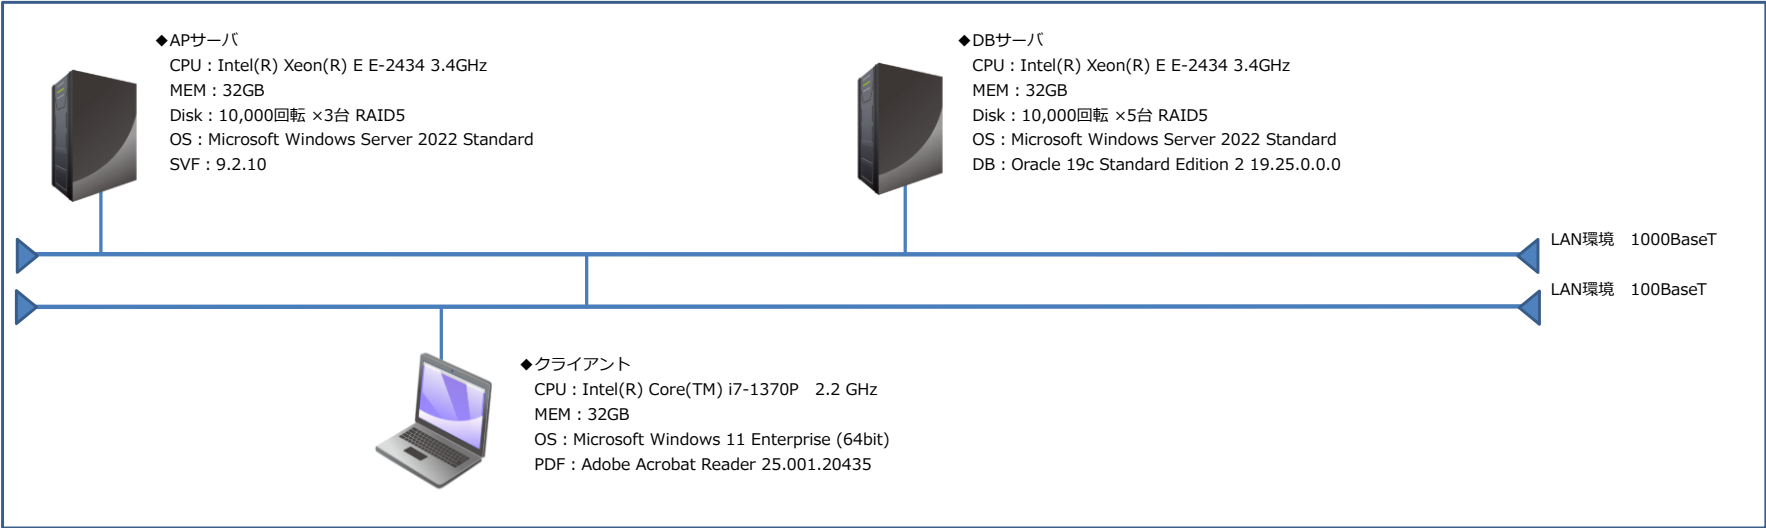 ◆APサーバ
CPU：Intel(R) Xeon(R) E E-2434 3.4GHz
MEM：32GB
Disk：10,000回転 ×3台 RAID5
OS：Microsoft Windows Server 2022 Standard
SVF：9.2.10
◆DBサーバ
CPU：Intel(R) Xeon(R) E E-2434 3.4GHz
MEM：32GB
Disk：10,000回転 ×5台 RAID5
OS：Microsoft Windows Server 2022 Standard
DB：Oracle 19c Standard Edition 2 19.25.0.0.0
LAN環境　1000BaseT
LAN環境　100BaseT
◆クライアント
CPU：Intel(R) Core(TM) i7-1370P　2.2 GHz
MEM：32GB
OS：Microsoft Windows 11 Enterprise (64bit)
PDF：Adobe Acrobat Reader 25.001.20435